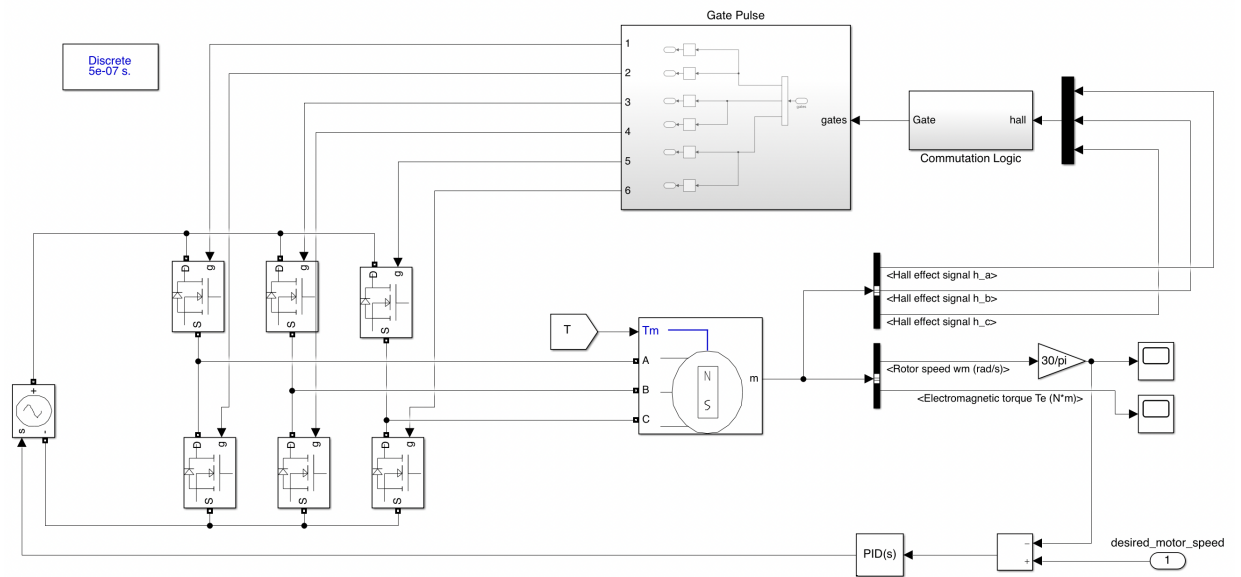 Gate Pulse
Discrete
5e-07 s.
1
2
3
4
5
6
gates
gates
Gate
hall
Commutation Logic
D
g
S
D
g
S
D
g
S
<Hall effect signal h_a>
<Hall effect signal h_b>
<Hall effect signal h_c>
T
Tm
A
B
C
N
S
m
30/pi
<Rotor speed wm (rad/s)>
<Electromagnetic torque Te (N*m)>
+
s
-
D
g
S
D
g
S
D
g
S
PID(s)
−
+
desired_motor_speed
1